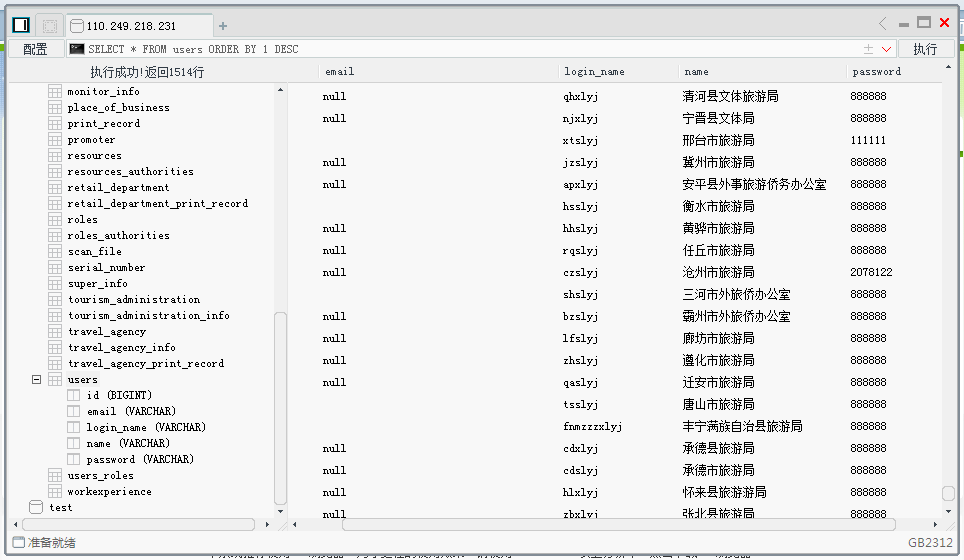 110.249.218.231
配置
SELECT * FROM users ORDER BY 1 DESC
执行
执行成功!返回1514行
email login_name name password
monitor_info
place_of_business
print_record
promoter
resources
resources_authorities
retail_department
retail_department_print_record
roles
roles_authorities
scan_file
serial_number
super_info
tourism_administration
tourism_administration_info
travel_agency
travel_agency_info
travel_agency_print_record
users
id (BIGINT)
email (VARCHAR)
login_name (VARCHAR)
name (VARCHAR)
password (VARCHAR)
users_roles
workexperience
test
null qhxlyj 清河县文体旅游局 888888
null njxlyj 宁晋县文体局 888888
xtslyj 邢台市旅游局 111111
null jzslyj 冀州市旅游局 888888
null apxlyj 安平县外事旅游侨务办公室 888888
hsslyj 衡水市旅游局 888888
null hhslyj 黄骅市旅游局 888888
null rqslyj 任丘市旅游局 888888
null czslyj 沧州市旅游局 2078122
shslyj 三河市外旅侨办公室 888888
null bzslyj 霸州市外旅侨办公室 888888
null lfslyj 廊坊市旅游局 888888
null zhslyj 遵化市旅游局 888888
null qaslyj 迁安市旅游局 888888
tsslyj 唐山市旅游局 888888
fnmzzzxlyj 丰宁满族自治县旅游局 888888
null cdxlyj 承德县旅游局 888888
null cdslyj 承德市旅游局 888888
null hlxlyj 怀来县旅游游局 888888
null zbxlyj 张北县旅游局 888888
准备就绪
GB2312